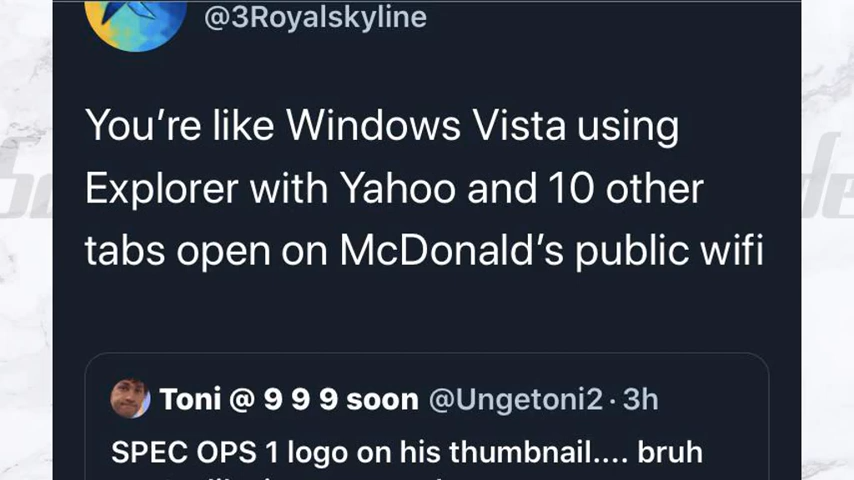 @3Royalskyline
You’re like Windows Vista using
Explorer with Yahoo and 10 other
tabs open on McDonald’s public wifi
Toni @ 9 9 9 soon @Ungetoni2 · 3h
SPEC OPS 1 logo on his thumbnail.... bruh